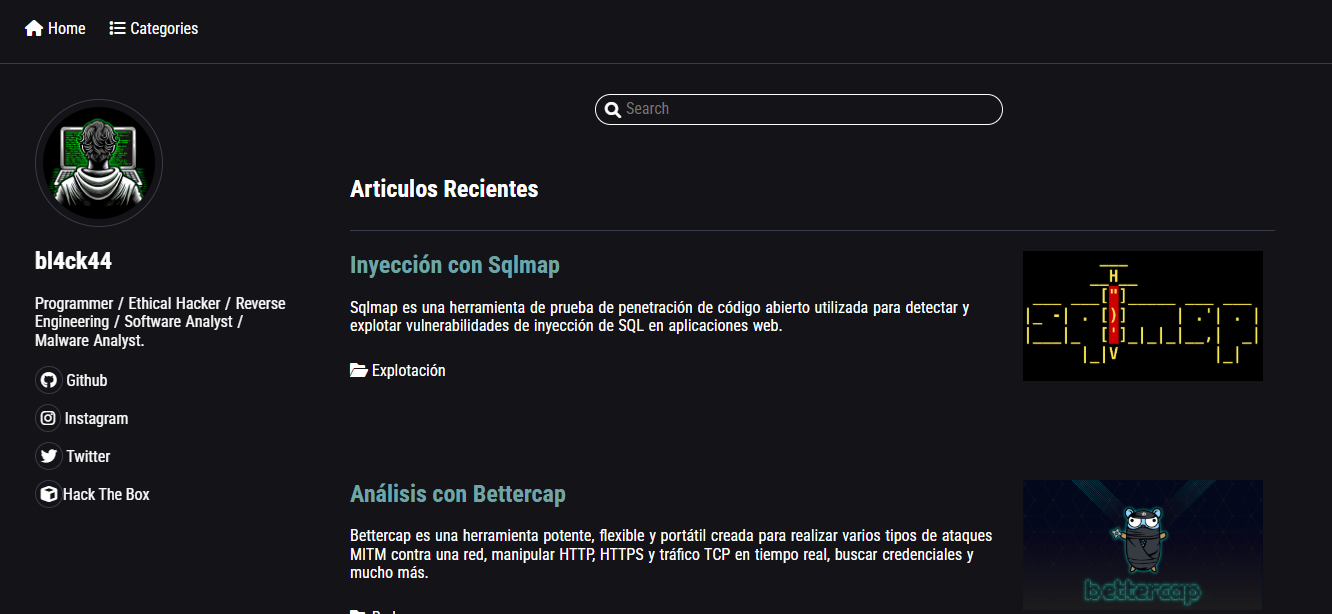 Home Categories
Search
Articulos Recientes
bl4ck44
Programmer / Ethical Hacker / Reverse
Engineering / Software Analyst /
Malware Analyst.
Github
Instagram
Twitter
Hack The Box
Inyección con Sqlmap
Sqlmap es una herramienta de prueba de penetración de código abierto utilizada para detectar y
explotar vulnerabilidades de inyección de SQL en aplicaciones web.
Explotación
Análisis con Bettercap
Bettercap es una herramienta potente, flexible y portátil creada para realizar varios tipos de ataques
MITM contra una red, manipular HTTP, HTTPS y tráfico TCP en tiempo real, buscar credenciales y
mucho más.
bettercap